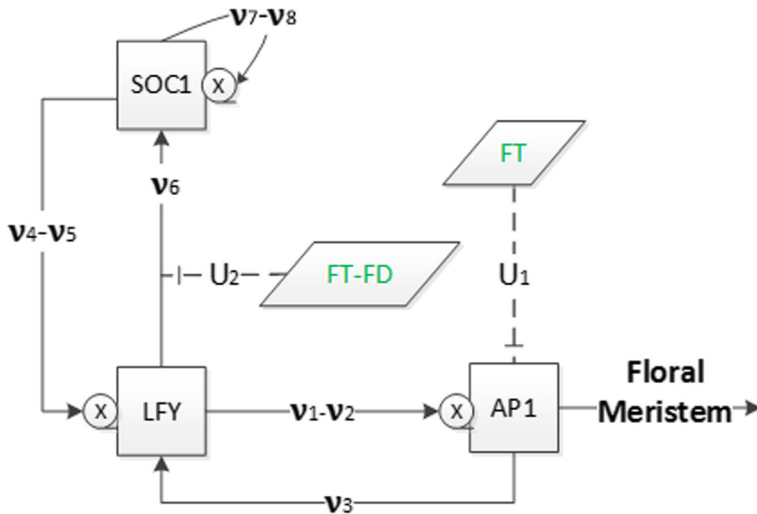 ν7-ν8
SOC1
X
FT
ν6
ν4-ν5
U2
FT-FD
U1
X
LFY
ν1-ν2
X
AP1
Floral
Meristem
ν3